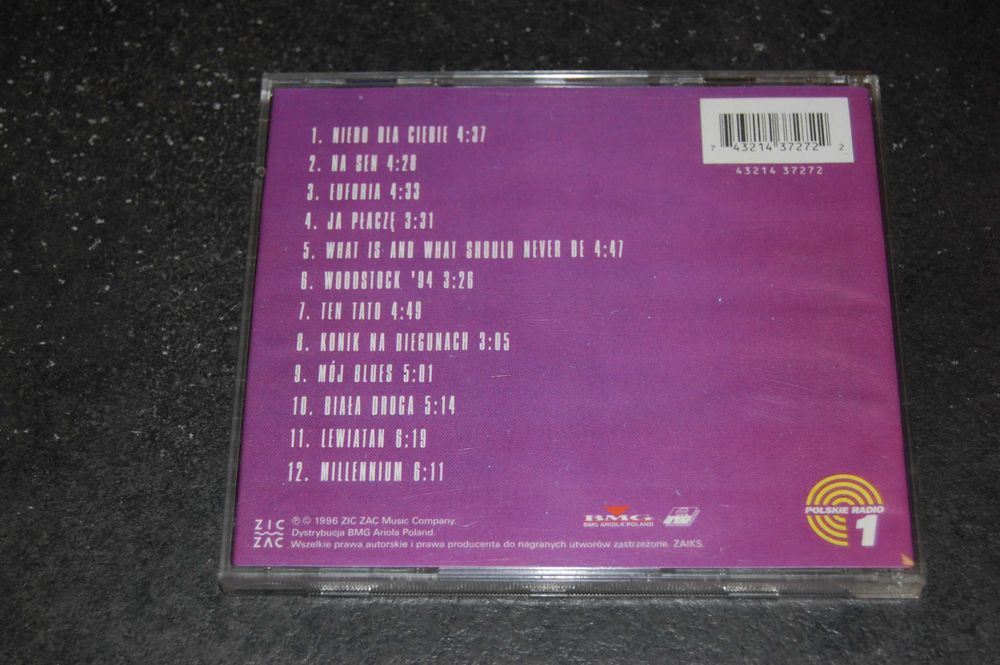 1. NIEBO DLA CIEBIE 4:37
2. NA SEN 4:28
3. EUFORIA 4:33
4. JA PŁACZĘ 3:31
5. WHAT IS AND WHAT SHOULD NEVER BE 4:47
6. WOODSTOCK '94 3:26
7. TEN TATO 4:49
8. KONIK NA BIEGUNACH 3:05
9. MÓJ BLUES 5:01
10. BIAŁA DROGA 5:14
11. LEWIATAN 6:19
12. MILLENNIUM 6:11
7 43214 37272 2
43214 37272
ZIC
ZAC
℗ © 1996 ZIC ZAC Music Company.
Dystrybucja BMG Ariola Poland.
Wszelkie prawa autorskie i prawa producenta do nagranych utworów zastrzeżone. ZAIKS.
BMG
BMG ARIOLA POLAND
POLSKIE RADIO
1